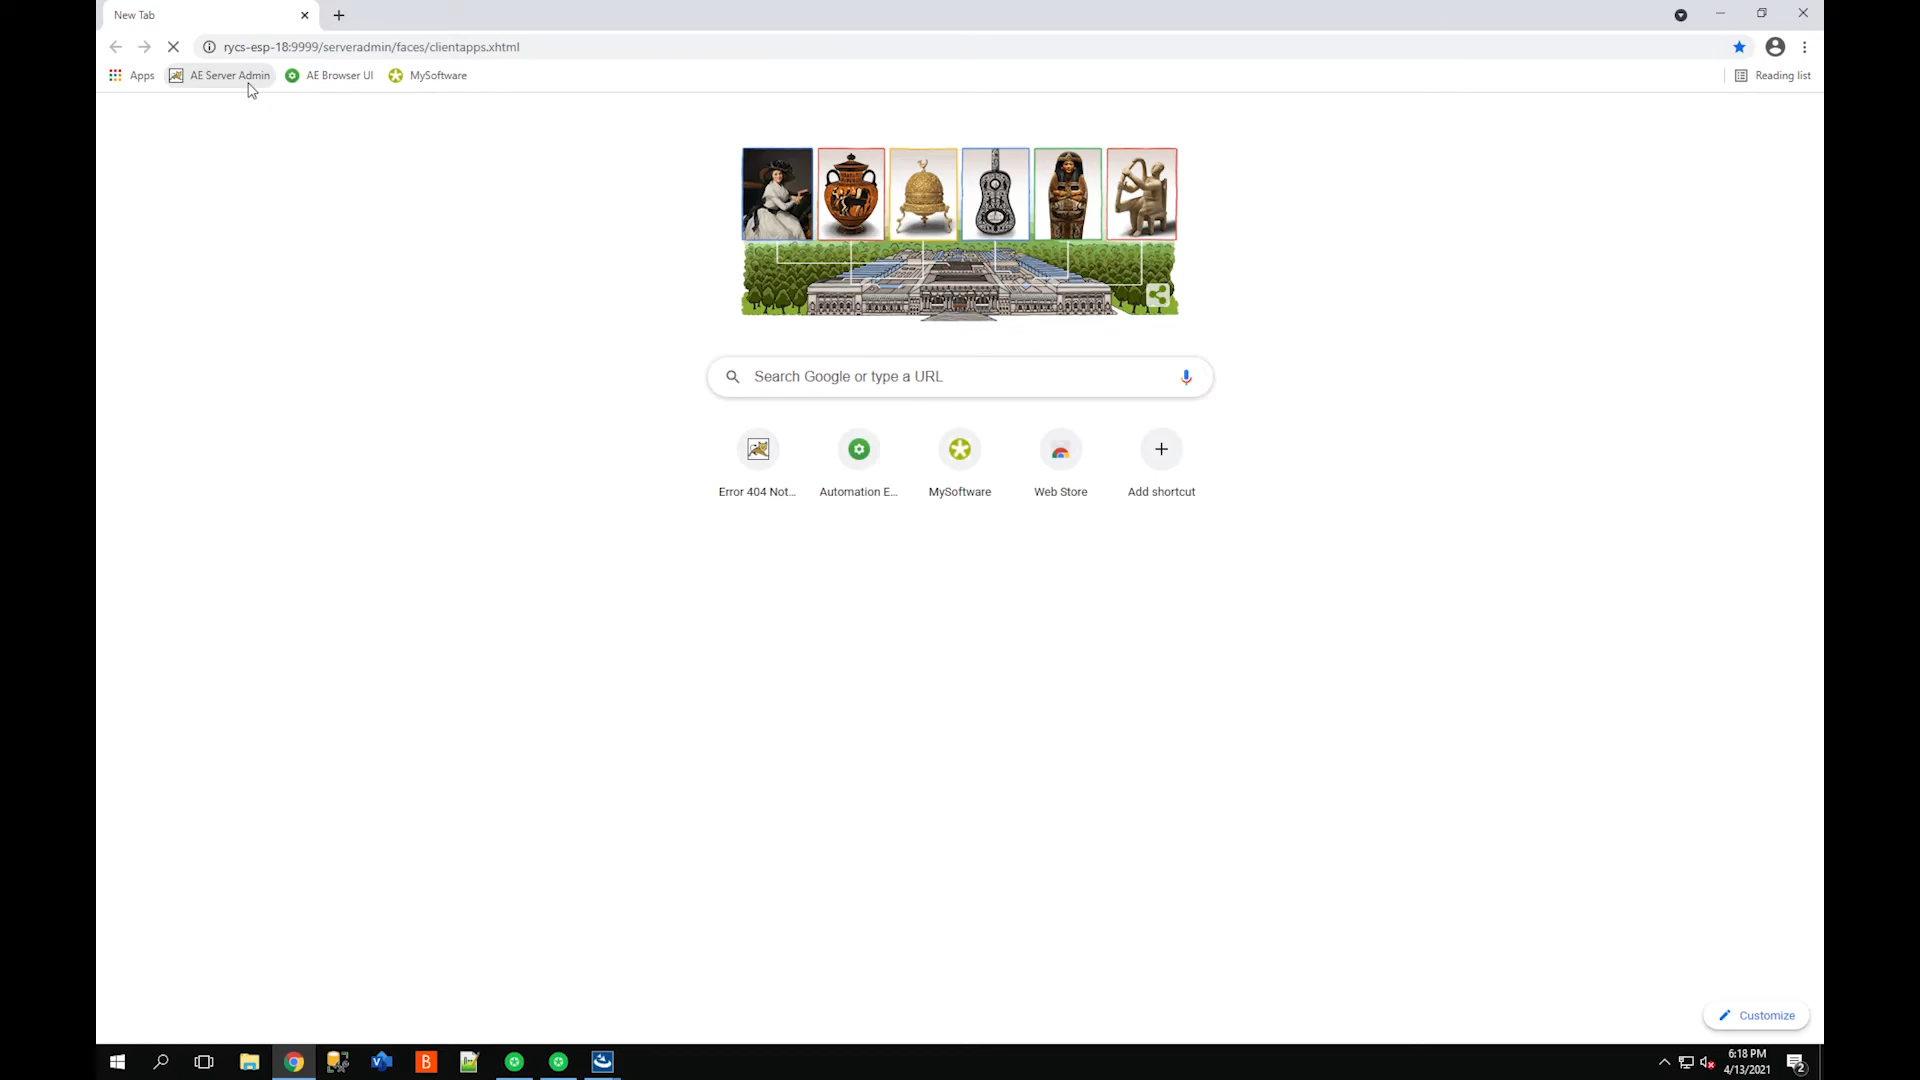 New Tab
rycs-esp-18:9999/serveradmin/faces/clientapps.xhtml
Apps
AE Server Admin
AE Browser UI
MySoftware
Reading list
Search Google or type a URL
Error 404 Not...
Automation E...
MySoftware
Web Store
Add shortcut
Customize
B
6:18 PM
4/13/2021
2